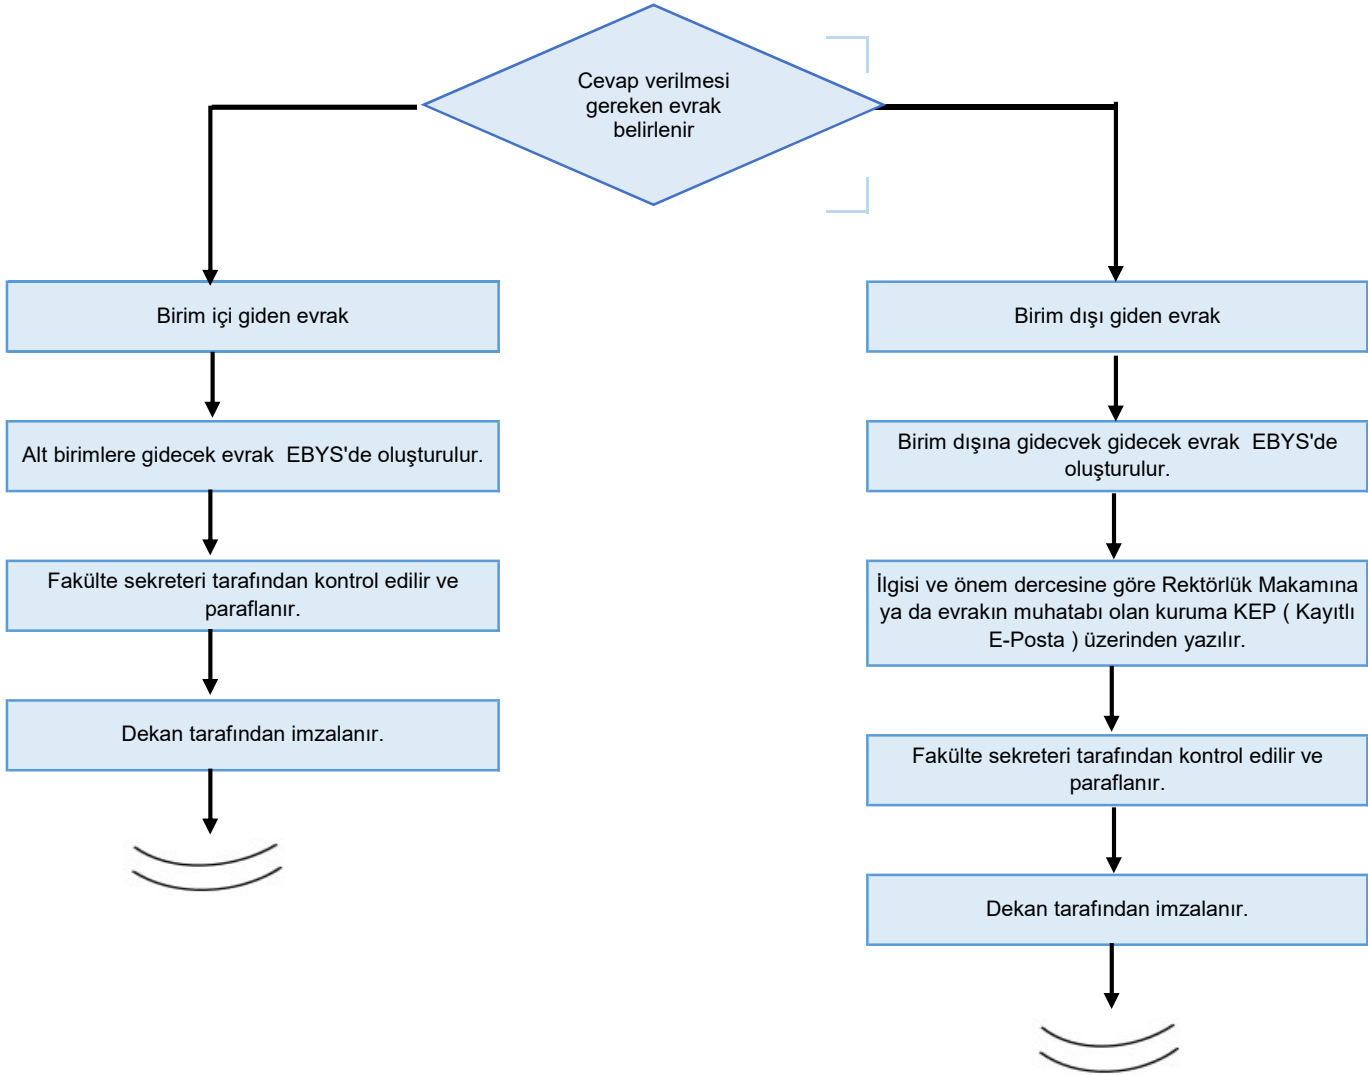 Cevap verilmesi
gereken evrak
belirlenir
Birim içi giden evrak
Alt birimlere gidecek evrak  EBYS'de oluşturulur.
Fakülte sekreteri tarafından kontrol edilir ve
paraflanır.
Dekan tarafından imzalanır.
Birim dışı giden evrak
Birim dışına gidecvek gidecek evrak  EBYS'de
oluşturulur.
İlgisi ve önem dercesine göre Rektörlük Makamına
ya da evrakın muhatabı olan kuruma KEP ( Kayıtlı
E-Posta ) üzerinden yazılır.
Fakülte sekreteri tarafından kontrol edilir ve
paraflanır.
Dekan tarafından imzalanır.